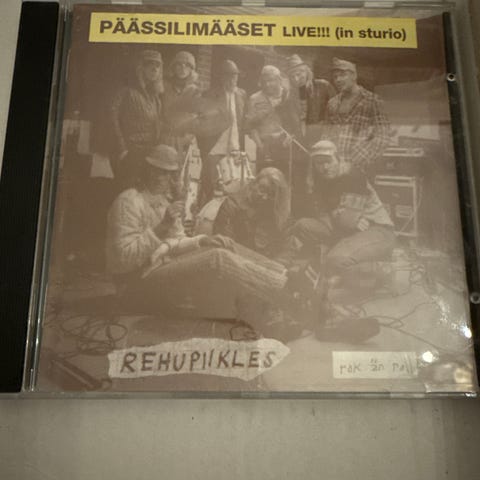 PÄÄSSILIMÄÄSET LIVE!!! (in sturio)
REHUPIIKLES
rok än roll